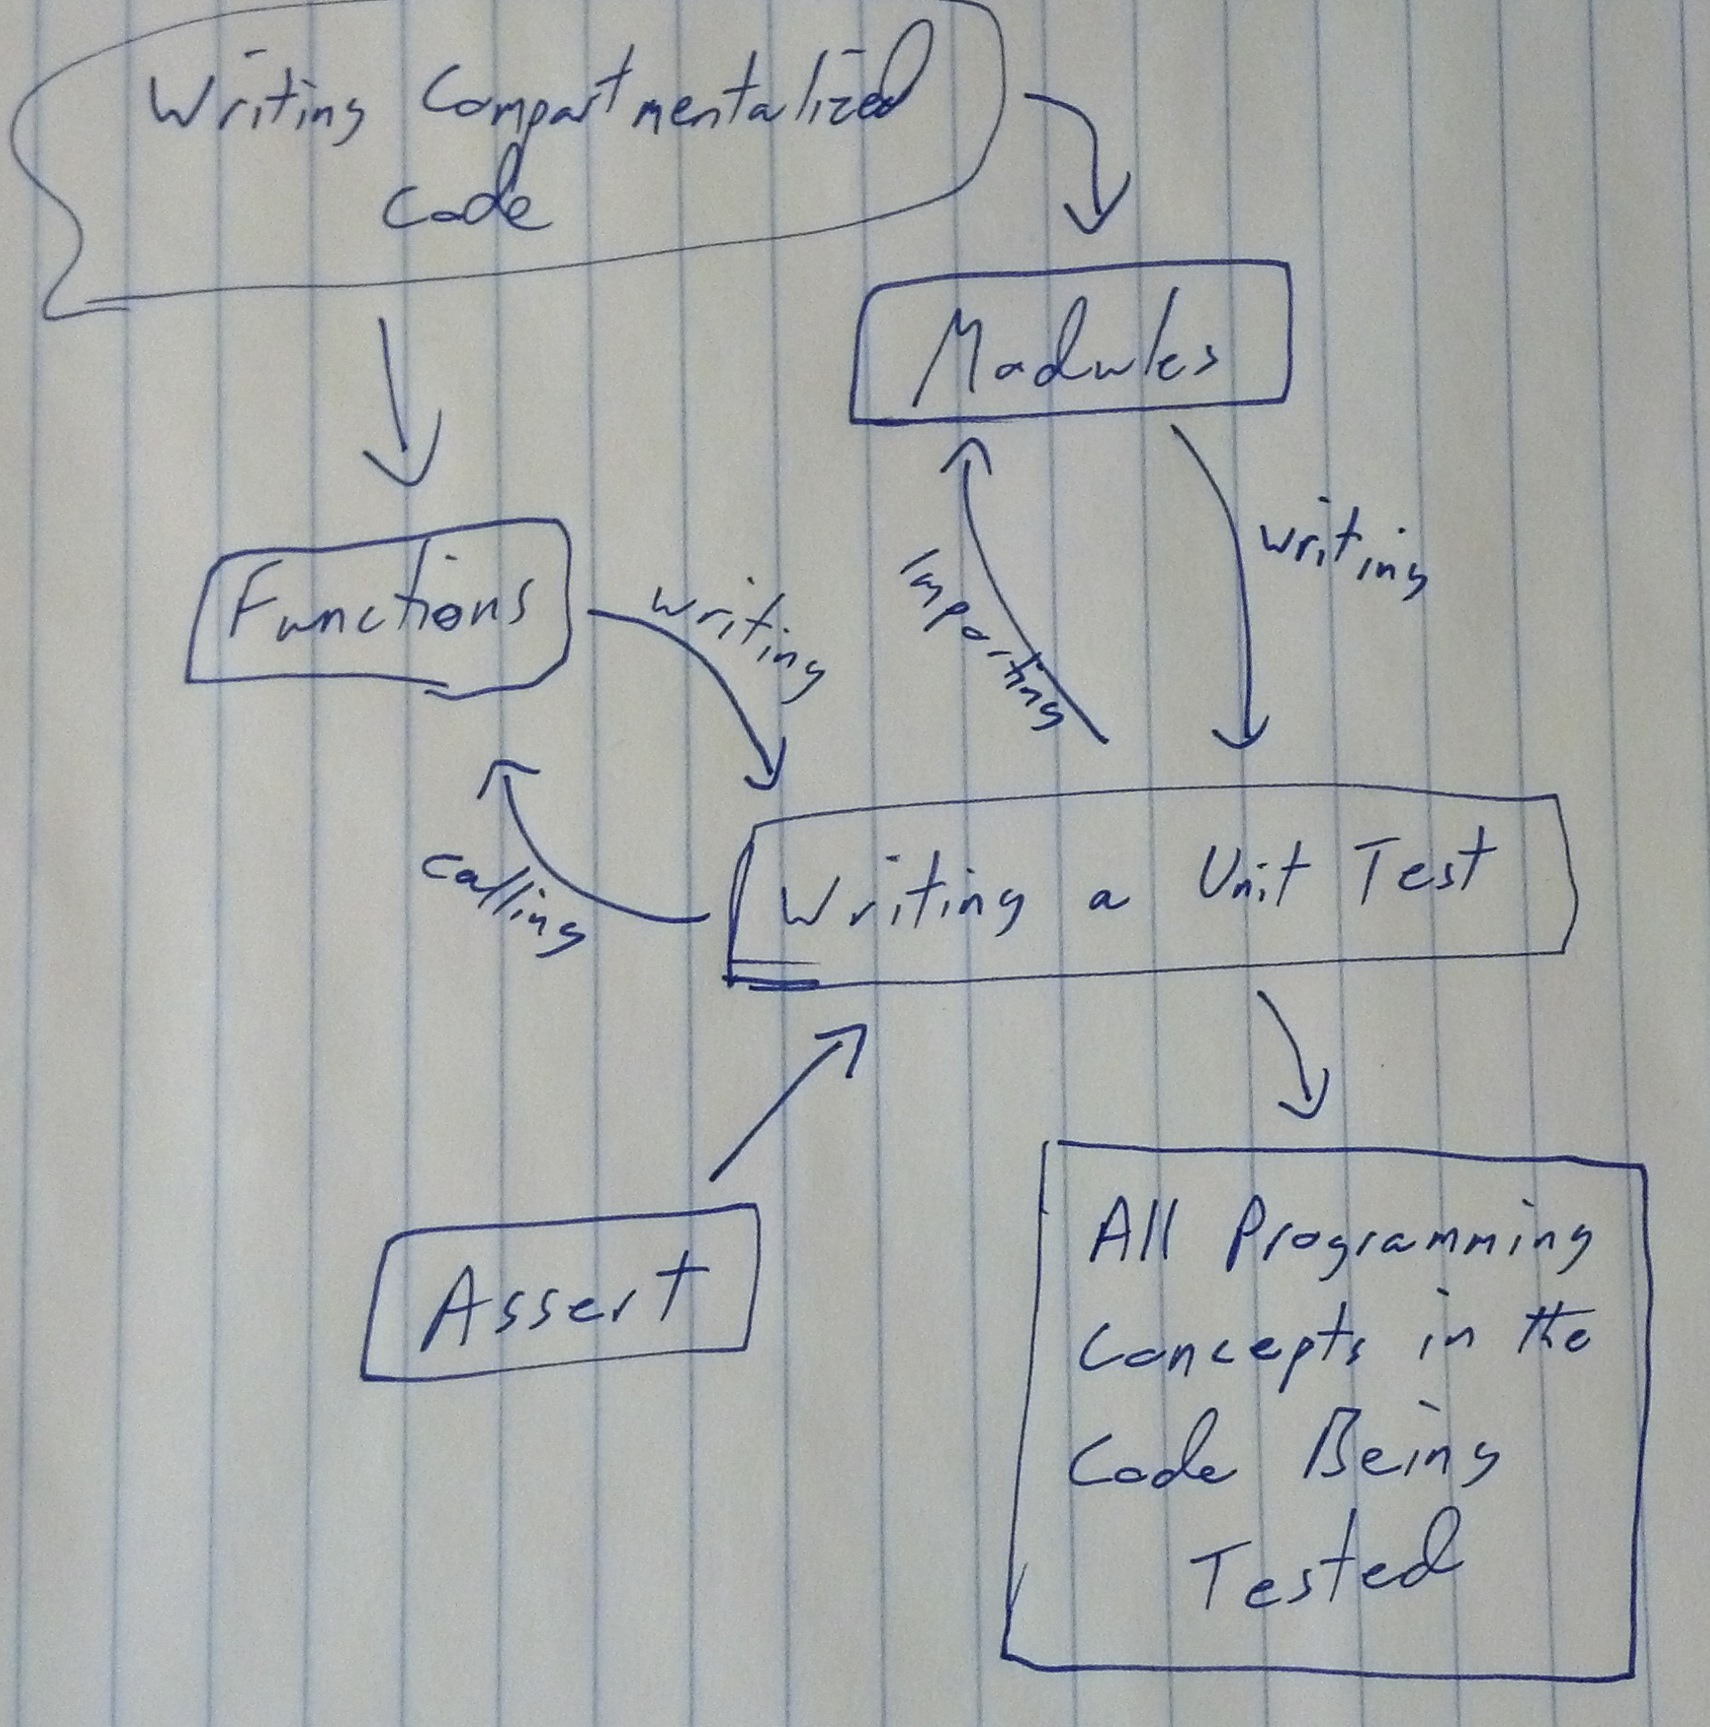 Writing Compartmentalized
Code
Modules
Functions
writing
writing
Importing
calling
Writing a Unit Test
Assert
All Programming
Concepts in the
Code Being
Tested